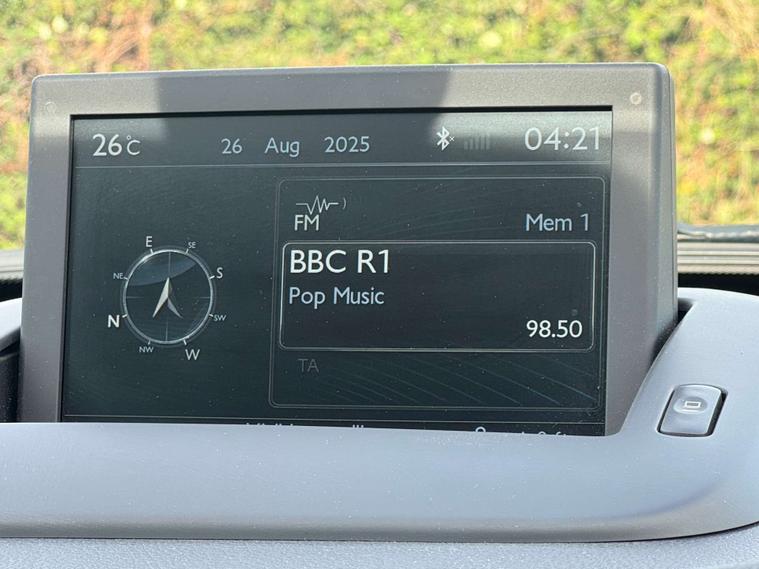 26°C 26 Aug 2025 04:21
FM Mem 1
BBC R1
Pop Music
98.50
TA
E
SE
NE
S
N
SW
NW
W